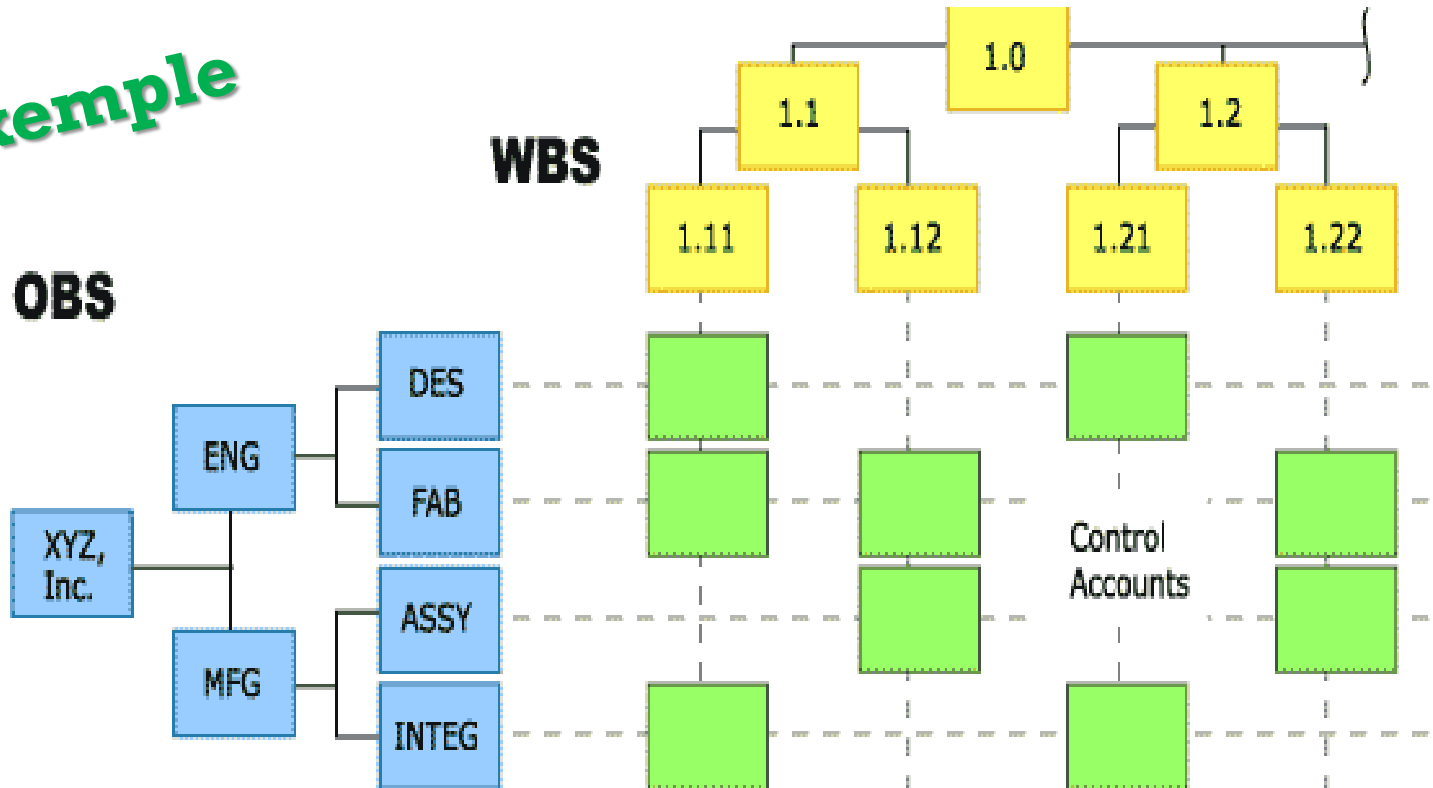 xemple
1.0
1.1
1.2
WBS
1.11
1.12
1.21
1.22
OBS
DES
ENG
FAB
XYZ,
Inc.
Control
Accounts
ASSY
MFG
INTEG